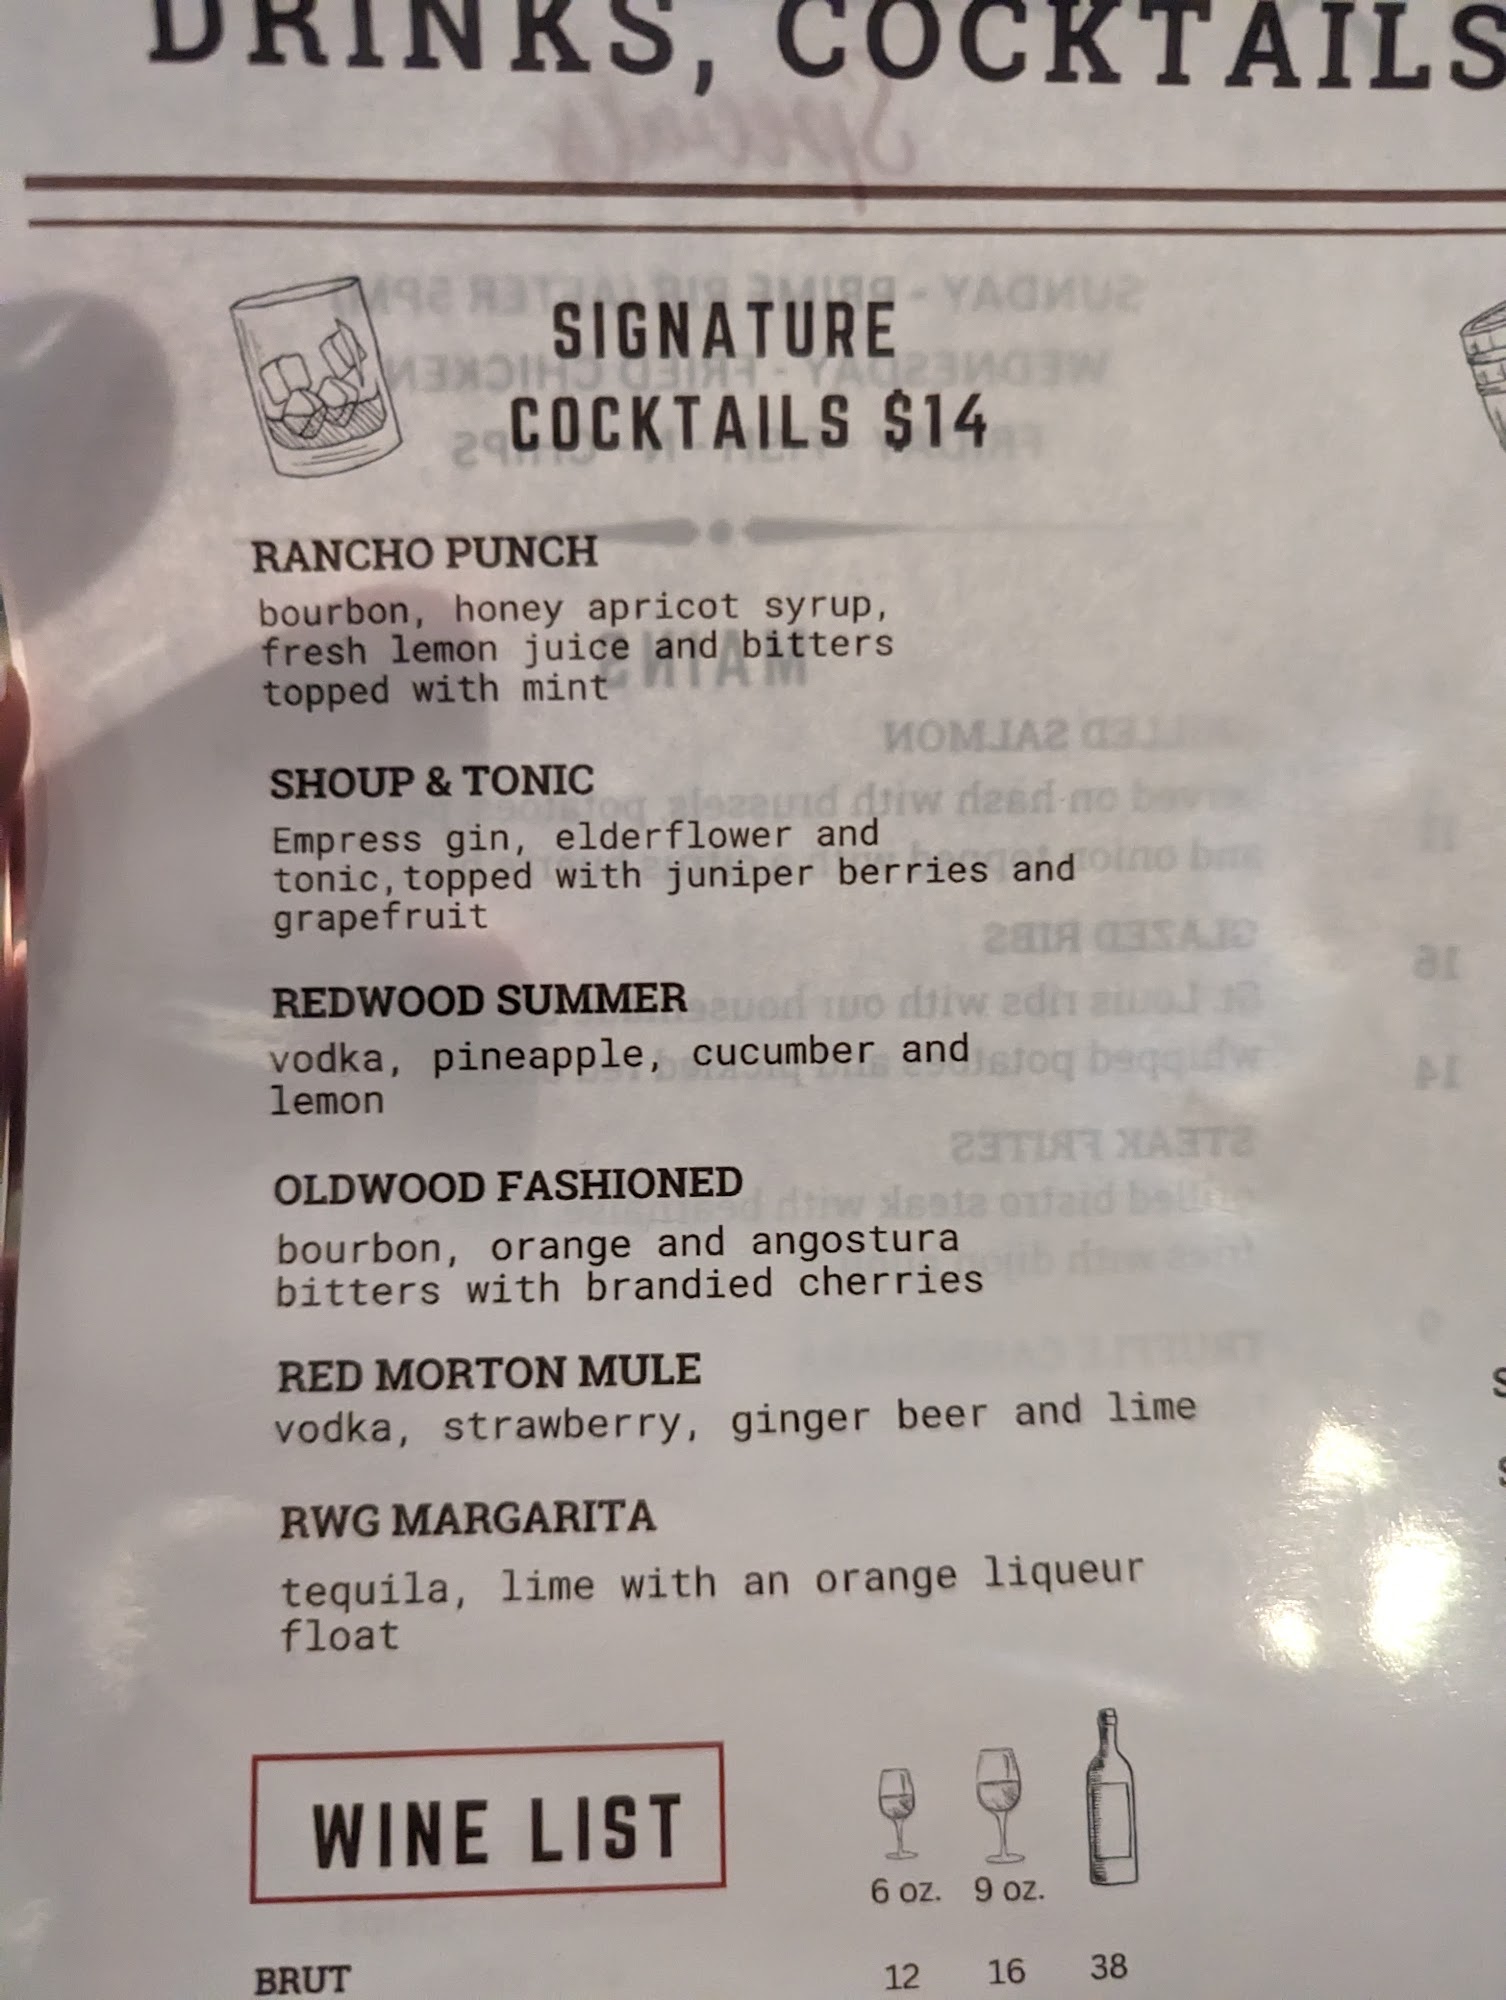 DRINKS, COCKTAILS
SIGNATURE
COCKTAILS $14
RANCHO PUNCH
bourbon, honey apricot syrup,
fresh lemon juice and bitters
topped with mint
SHOUP & TONIC
Empress gin, elderflower and
tonic, topped with juniper berries and
grapefruit
REDWOOD SUMMER
vodka, pineapple, cucumber and
lemon
OLDWOOD FASHIONED
bourbon, orange and angostura
bitters with brandied cherries
RED MORTON MULE
vodka, strawberry, ginger beer and lime
RWG MARGARITA
tequila, lime with an orange liqueur
float
WINE LIST
6 oz. 9 oz.
BRUT 12 16 38